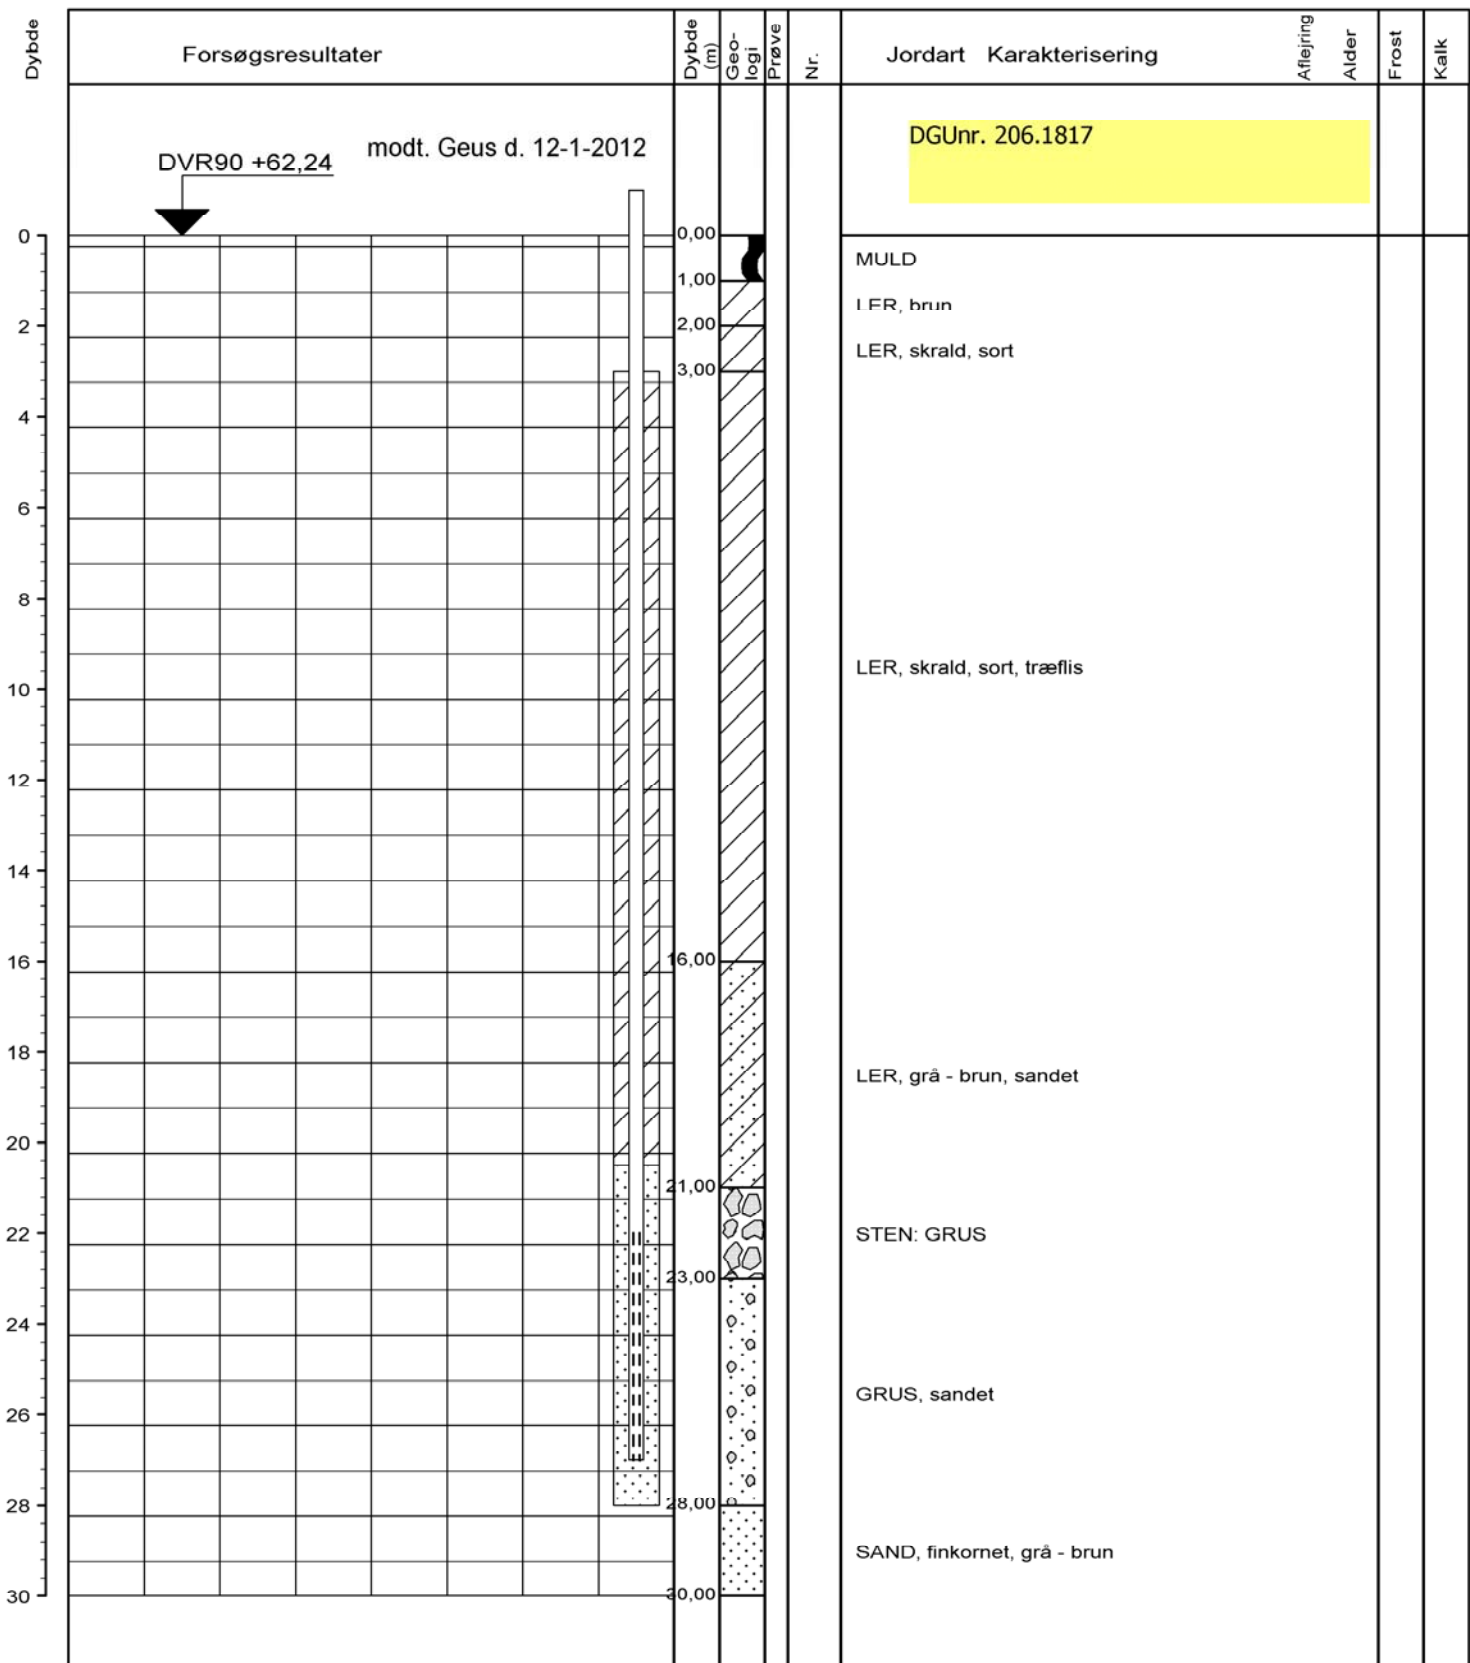 Dybde
Forsøgsresultater
Dybde (m)
Geo-
logi
Prøve
Nr.
Jordart Karakterisering
Aflejring
Alder
Frost
Kalk
DGUnr. 206.1817
modt. Geus d. 12-1-2012
DVR90 +62,24
0
0,00
MULD
1,00
LER, brun
2
2,00
LER, skrald, sort
3,00
4
6
8
LER, skrald, sort, træflis
10
12
14
16
16,00
18
LER, grå - brun, sandet
20
21,00
22
STEN: GRUS
23,00
24
GRUS, sandet
26
28
28,00
SAND, finkornet, grå - brun
30
30,00